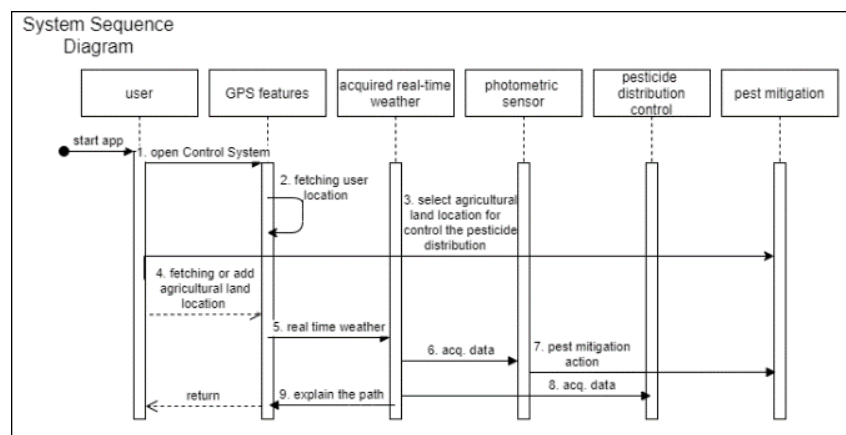 System Sequence
Diagram
user
GPS features
acquired real-time
weather
photometric
sensor
pesticide
distribution
control
pest mitigation
start app
1. open Control System
2. fetching user
location
3. select agricultural
land location for
control the pesticide
distribution
4. fetching or add
agricultural land
location
5. real time weather
6. acq. data
7. pest mitigation
action
8. acq. data
9. explain the path
return